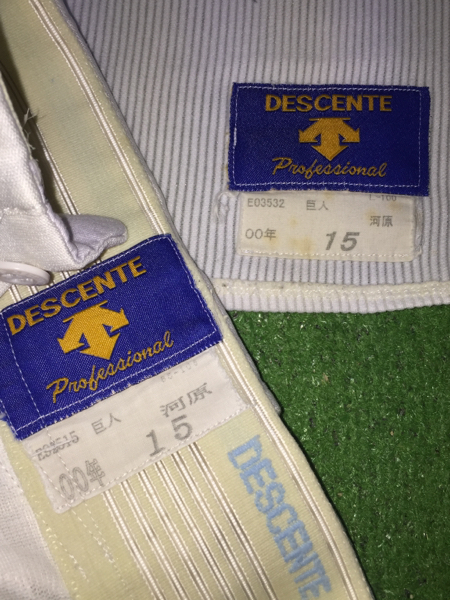 DESCENTE
Professional
E03532 巨人 L-100
河原
00年 15
DESCENTE
Professional
巨人 河原
00年 15
DESCENTE